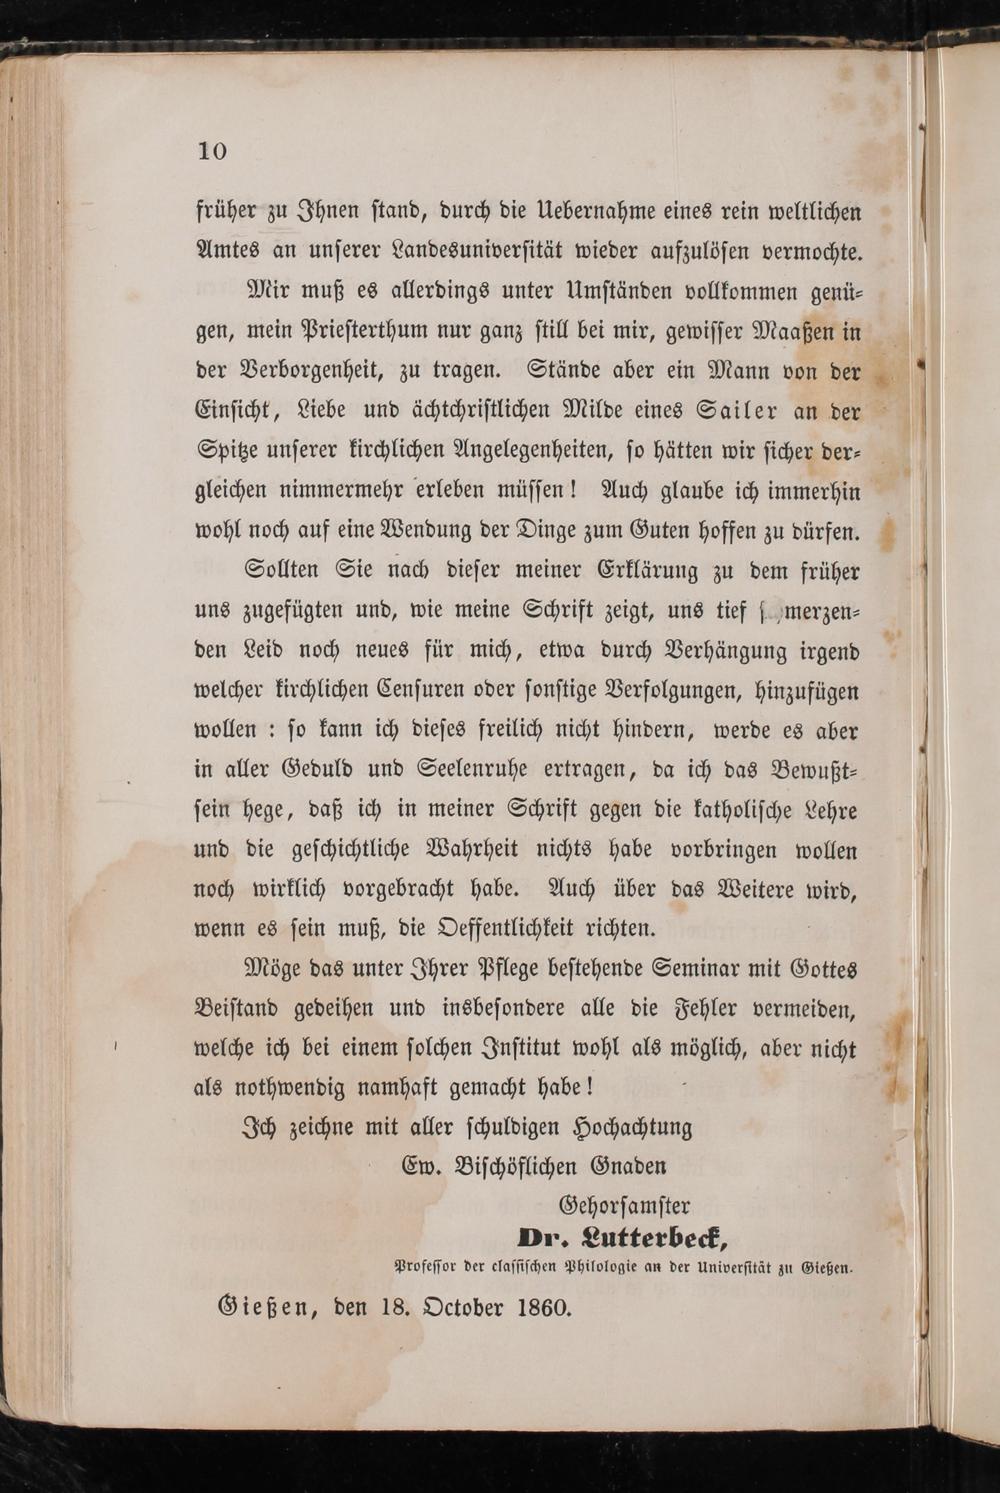 10
früher zu Ihnen stand, durch die Uebernahme eines rein weltlichen
Amtes an unserer Landesuniversität wieder aufzulösen vermochte.
Mir muß es allerdings unter Umständen vollkommen genü-
gen, mein Priesterthum nur ganz still bei mir, gewisser Maaßen in
der Verborgenheit, zu tragen. Stände aber ein Mann von der
Einsicht, Liebe und ächtchristlichen Milde eines Sailer an der
Spitze unserer kirchlichen Angelegenheiten, so hätten wir sicher der-
gleichen nimmermehr erleben müssen! Auch glaube ich immerhin
wohl noch auf eine Wendung der Dinge zum Guten hoffen zu dürfen.
Sollten Sie nach dieser meiner Erklärung zu dem früher
uns zugefügten und, wie meine Schrift zeigt, uns tief schmerzen-
den Leid noch neues für mich, etwa durch Verhängung irgend
welcher kirchlichen Censuren oder sonstige Verfolgungen, hinzufügen
wollen : so kann ich dieses freilich nicht hindern, werde es aber
in aller Geduld und Seelenruhe ertragen, da ich das Bewußt-
sein hege, daß ich in meiner Schrift gegen die katholische Lehre
und die geschichtliche Wahrheit nichts habe vorbringen wollen
noch wirklich vorgebracht habe. Auch über das Weitere wird,
wenn es sein muß, die Oeffentlichkeit richten.
Möge das unter Ihrer Pflege bestehende Seminar mit Gottes
Beistand gedeihen und insbesondere alle die Fehler vermeiden,
welche ich bei einem solchen Institut wohl als möglich, aber nicht
als nothwendig namhaft gemacht habe!
Ich zeichne mit aller schuldigen Hochachtung
Ew. Bischöflichen Gnaden
Gehorsamster
Dr. Lutterbeck,
Professor der classischen Philologie an der Universität zu Gießen.
Gießen, den 18. October 1860.